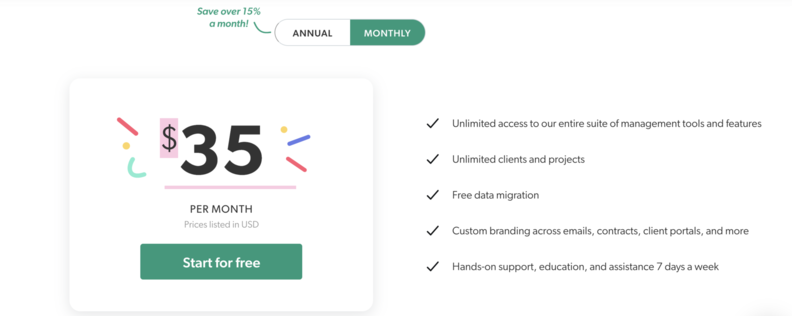 Save over 15%
a month!
ANNUAL
MONTHLY
$35
PER MONTH
Prices listed in USD
Start for free
Unlimited access to our entire suite of management tools and features
Unlimited clients and projects
Free data migration
Custom branding across emails, contracts, client portals, and more
Hands-on support, education, and assistance 7 days a week